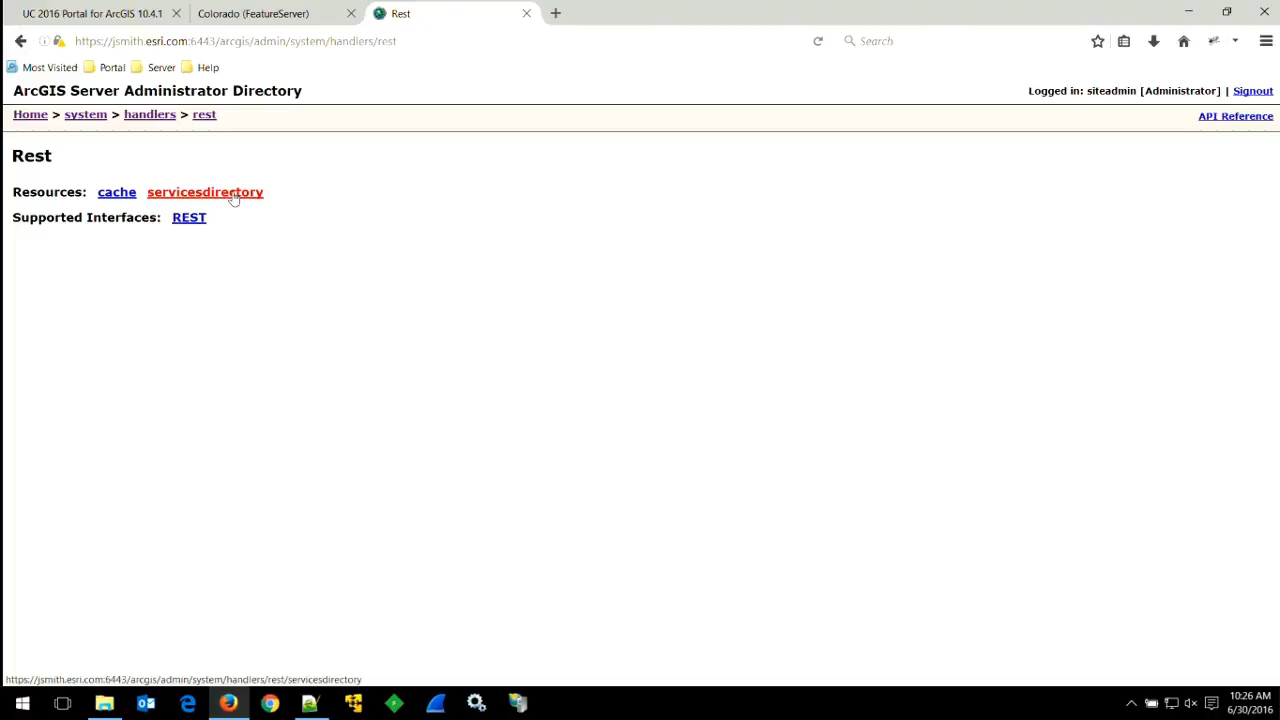 UC 2016 Portal for ArcGIS 10.4.1
Colorado (FeatureServer)
Rest
https://jsmith.esri.com:6443/arcgis/admin/system/handlers/rest
Search
Most Visited
Portal
Server
Help
ArcGIS Server Administrator Directory
Logged in: siteadmin [Administrator] | Signout
Home > system > handlers > rest
API Reference
Rest
Resources: cache servicesdirectory
Supported Interfaces: REST
https://jsmith.esri.com:6443/arcgis/admin/system/handlers/rest/servicesdirectory
10:26 AM
6/30/2016